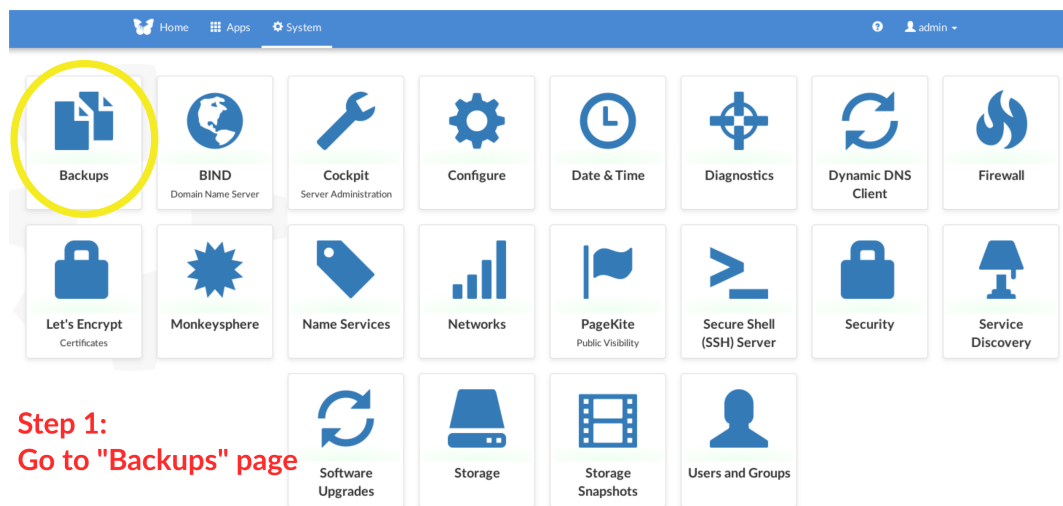 Home Apps System admin
Backups
BIND
Domain Name Server
Cockpit
Server Administration
Configure
Date & Time
Diagnostics
Dynamic DNS
Client
Firewall
Let's Encrypt
Certificates
Monkeysphere
Name Services
Networks
PageKite
Public Visibility
Secure Shell
(SSH) Server
Security
Service
Discovery
Step 1:
Go to "Backups" page
Software
Upgrades
Storage
Storage
Snapshots
Users and Groups